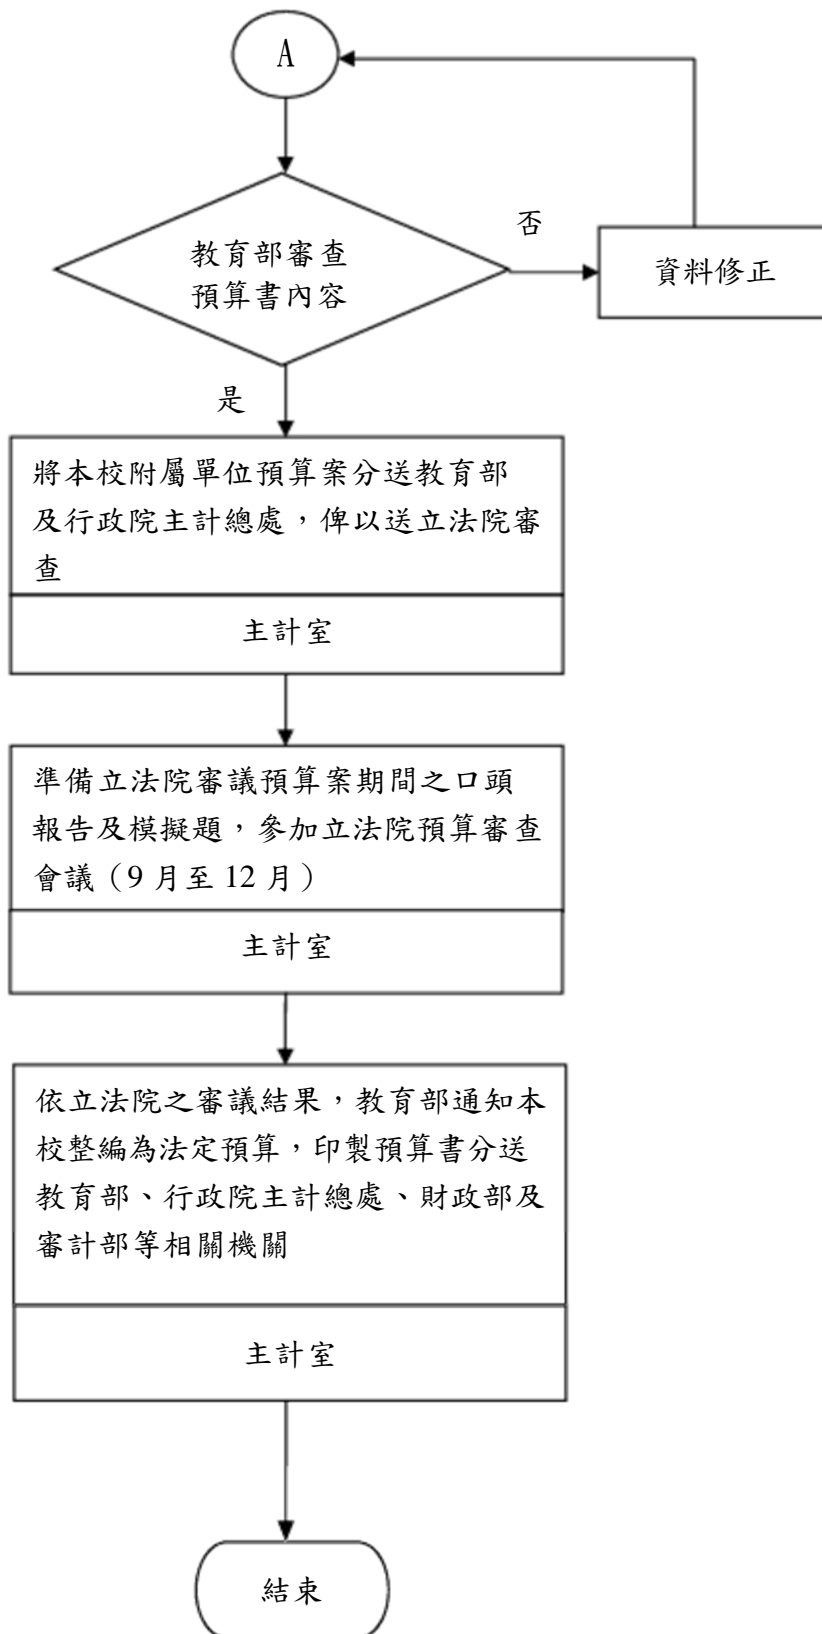 A
教育部審查
預算書內容
否
資料修正
是
將本校附屬單位預算案分送教育部
及行政院主計總處，俾以送立法院審
查
主計室
準備立法院審議預算案期間之口頭
報告及模擬題，參加立法院預算審查
會議（9 月至 12 月）
主計室
依立法院之審議結果，教育部通知本
校整編為法定預算，印製預算書分送
教育部、行政院主計總處、財政部及
審計部等相關機關
主計室
結束